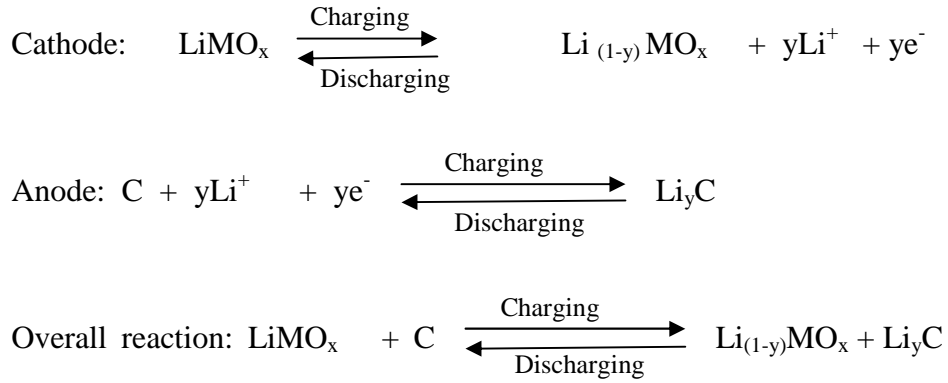 Charging
Cathode: LiMOₓ ⇌ Li ₍₁₋y₎ MOₓ + yLi⁺ + ye⁻
Discharging
Charging
Anode: C + yLi⁺ + ye⁻ ⇌ LiyC
Discharging
Charging
Overall reaction: LiMOₓ + C ⇌ Li₍₁₋y₎MOₓ + LiyC
Discharging